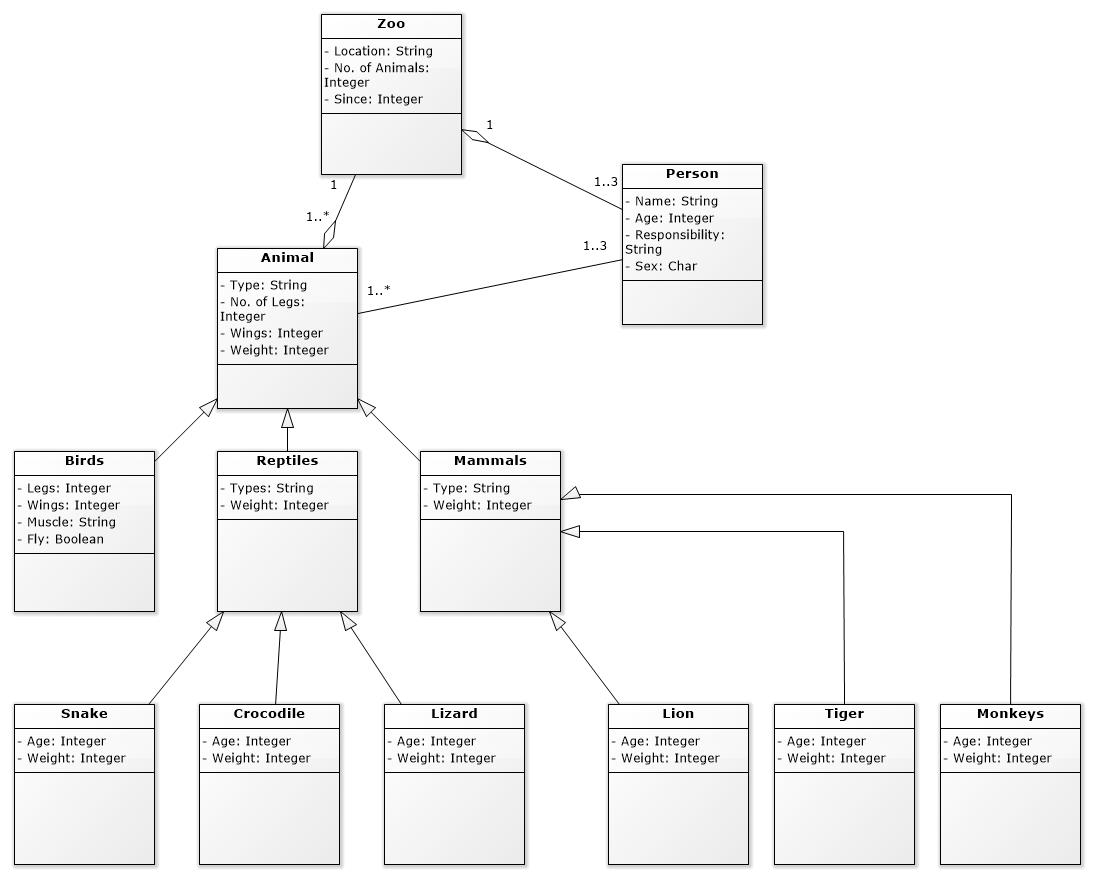 Zoo
- Location: String
- No. of Animals:
Integer
- Since: Integer
1
1..3
1
1..*
Person
- Name: String
- Age: Integer
- Responsibility:
String
- Sex: Char
1..3
1..*
Animal
- Type: String
- No. of Legs:
Integer
- Wings: Integer
- Weight: Integer
Birds
- Legs: Integer
- Wings: Integer
- Muscle: String
- Fly: Boolean
Reptiles
- Types: String
- Weight: Integer
Mammals
- Type: String
- Weight: Integer
Snake
- Age: Integer
- Weight: Integer
Crocodile
- Age: Integer
- Weight: Integer
Lizard
- Age: Integer
- Weight: Integer
Lion
- Age: Integer
- Weight: Integer
Tiger
- Age: Integer
- Weight: Integer
Monkeys
- Age: Integer
- Weight: Integer